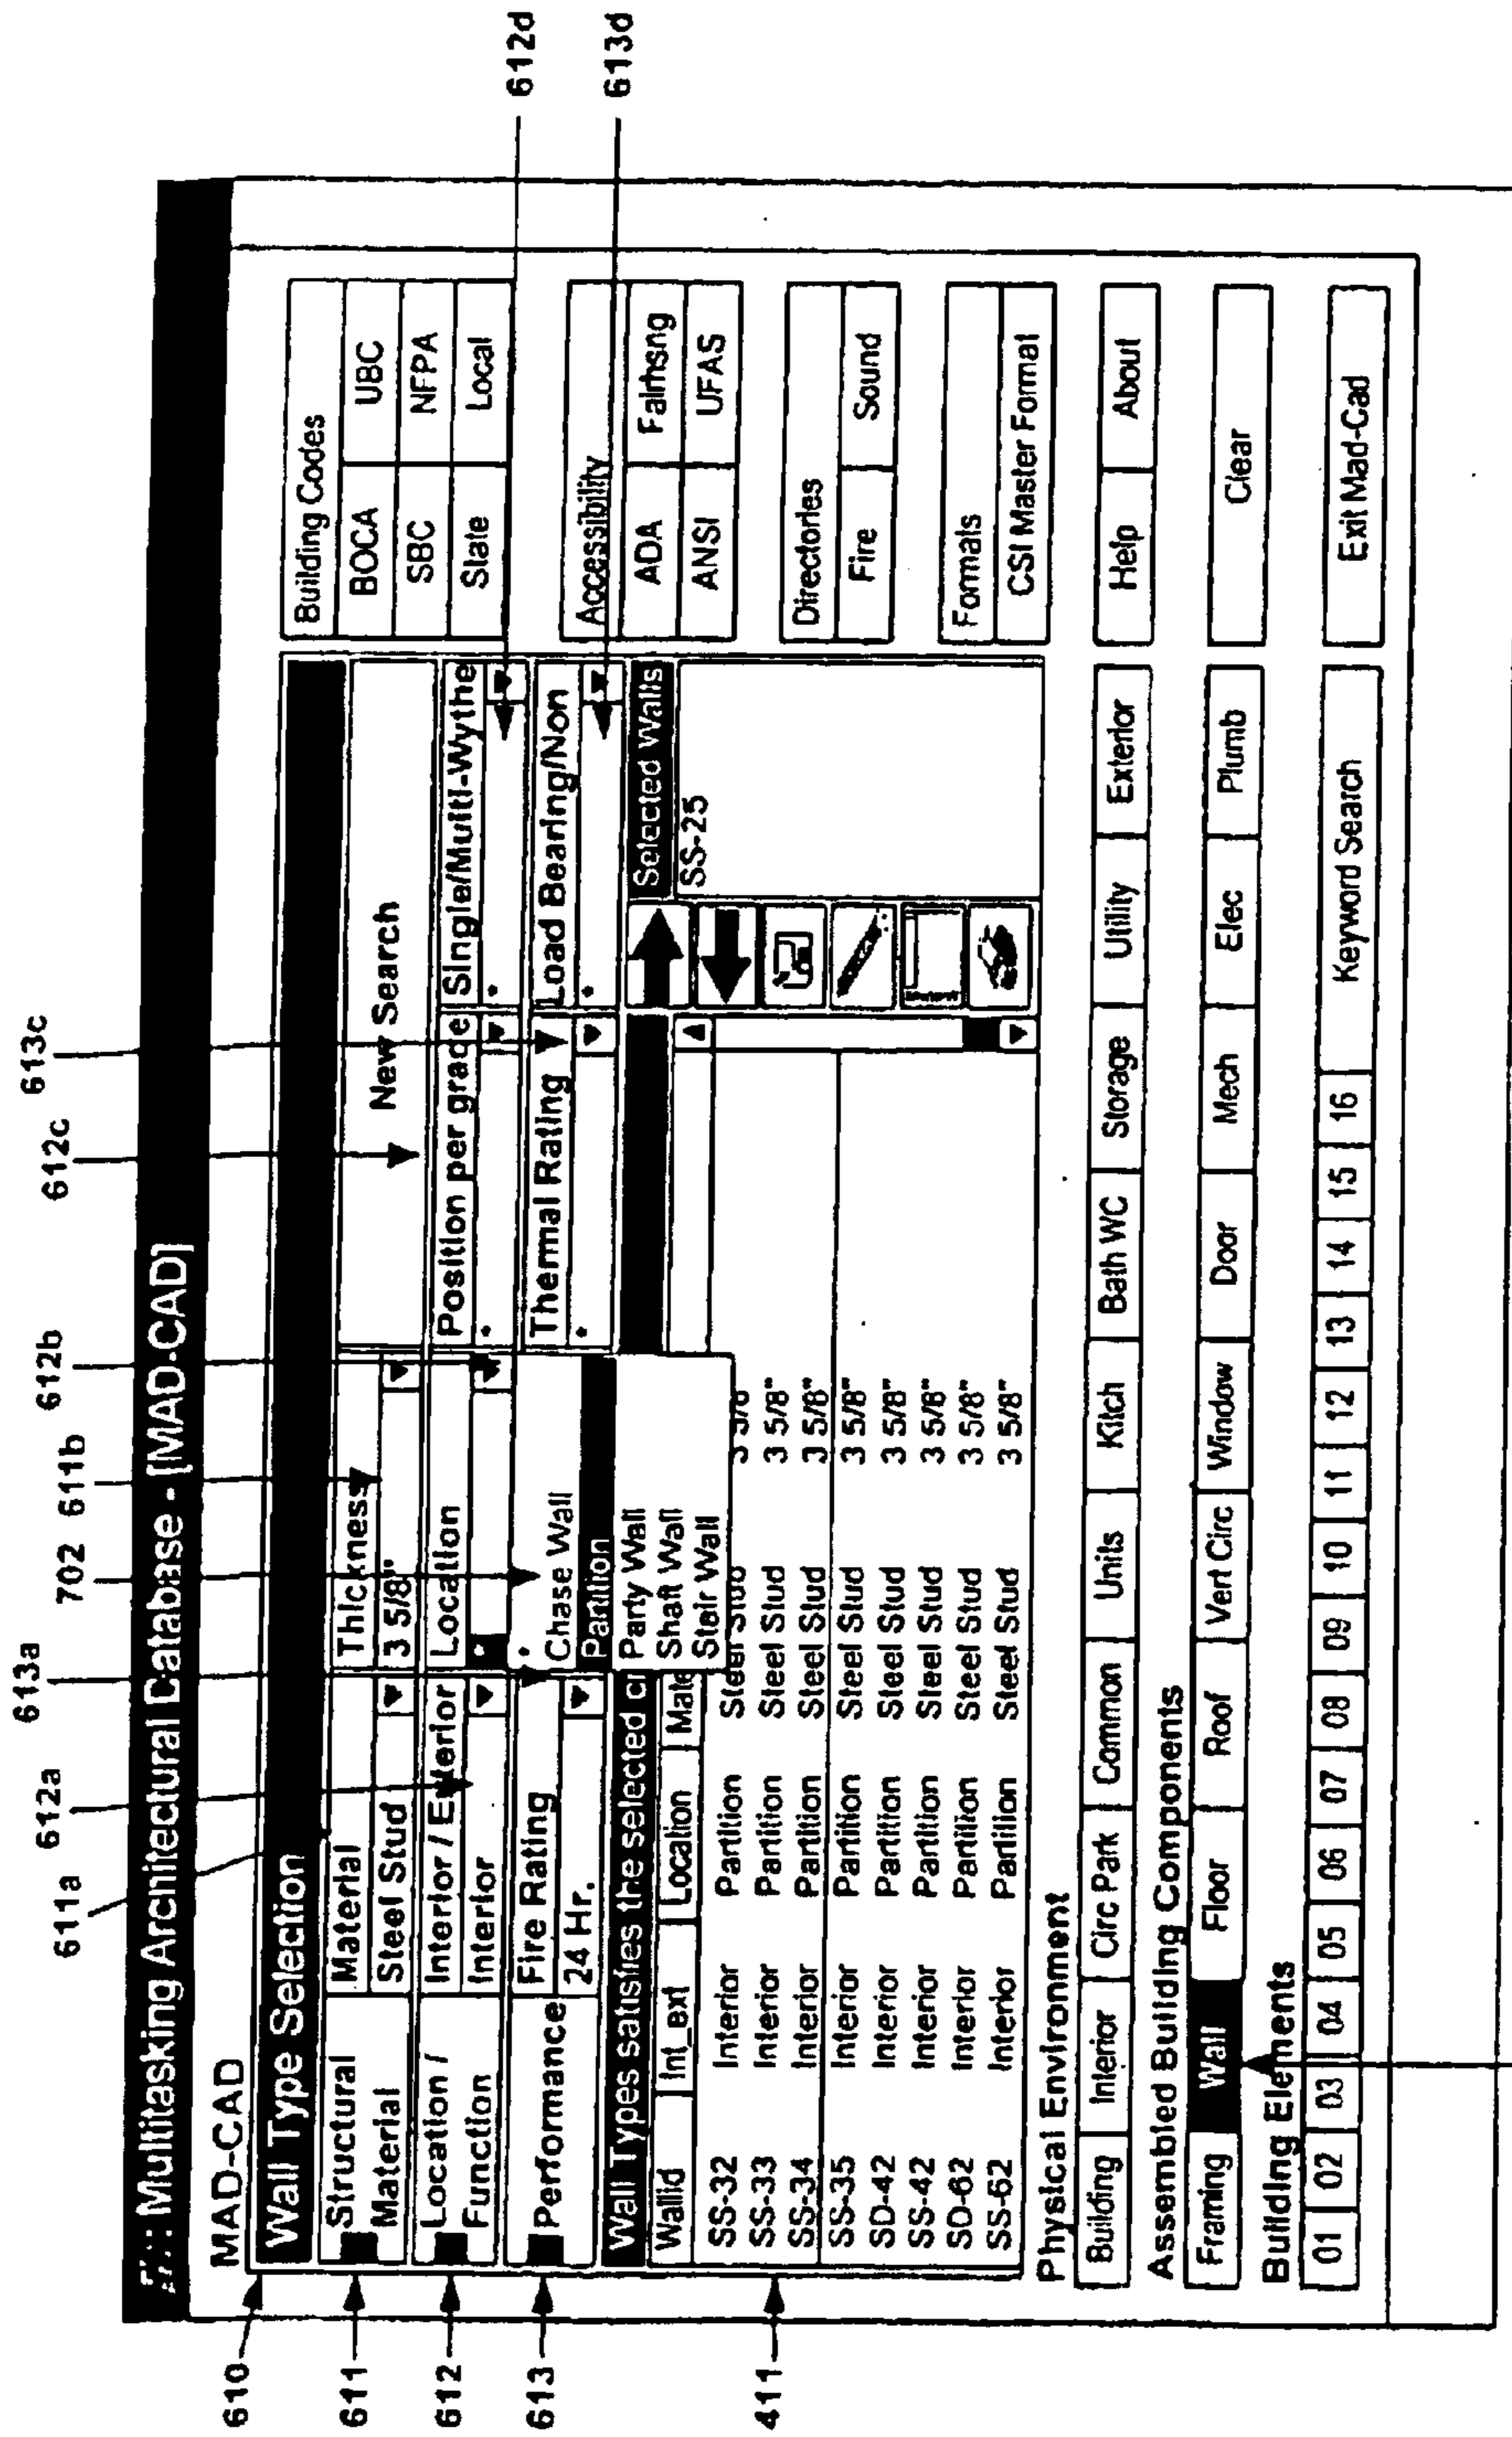 613a 613c
612a 702 611b 612b 612c
611a
Multitasking Architectural Database - [MAD-CAD]
MAD-CAD
610
Wall Type Selection
611
Structural Material
Material
Steel Stud
Thickness
3 5/8"
New Search
612
Location / Function
Interior / Exterior
Interior
Location
*
Position per grade
*
Single/Multi-Wythe
*
612d
613
Performance
Fire Rating
24 Hr.
*
Chase Wall
Partition
Party Wall
Shaft Wall
Stair Wall
Thermal Rating
*
Load Bearing/Non
*
613d
Wall Types satisfies the selected cr
Selected Walls
SS-25
411
Wallid Int_ext Location Mate
SS-32 Interior Partition Steel Stud 3 5/8"
SS-33 Interior Partition Steel Stud 3 5/8"
SS-34 Interior Partition Steel Stud 3 5/8"
SS-35 Interior Partition Steel Stud 3 5/8"
SD-42 Interior Partition Steel Stud 3 5/8"
SS-42 Interior Partition Steel Stud 3 5/8"
SD-62 Interior Partition Steel Stud 3 5/8"
SS-62 Interior Partition Steel Stud 3 5/8"
Building Codes
BOCA UBC
SBC NFPA
State Local
Accessibility
ADA Fairhsng
ANSI UFAS
Directories
Fire Sound
Formats
CSI Master Format
Physical Environment
Building Interior Circ Park Common Units Kitch Bath WC Storage Utility Exterior Help About
Assembled Building Components
Framing Wall Floor Roof Vert Circ Window Door Mech Elec Plumb Clear
Building Elements
01 02 03 04 05 06 07 08 09 10 11 12 13 14 15 16 Keyword Search Exit Mad-Cad